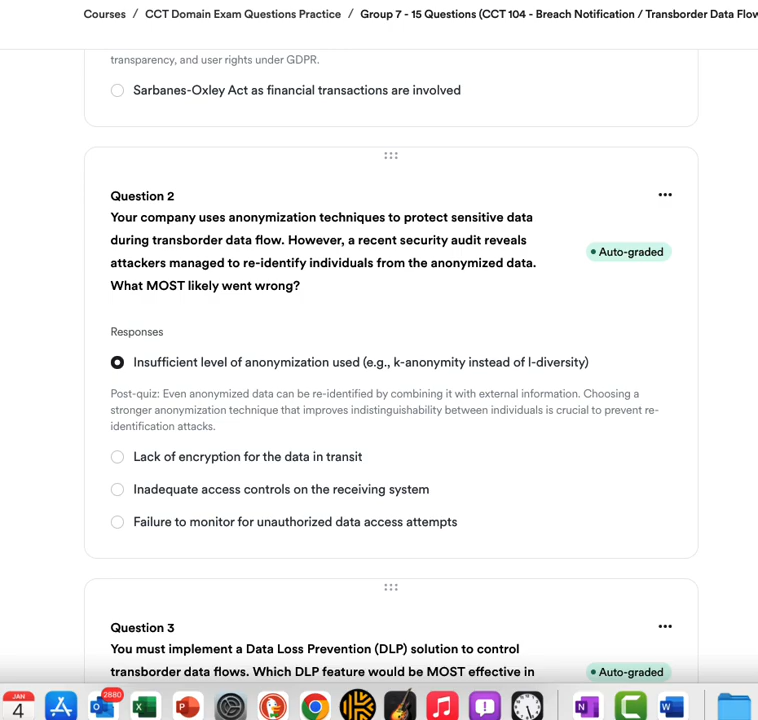 Courses / CCT Domain Exam Questions Practice / Group 7 - 15 Questions (CCT 104 - Breach Notification / Transborder Data Flow
transparency, and user rights under GDPR.
Sarbanes-Oxley Act as financial transactions are involved
Question 2
Your company uses anonymization techniques to protect sensitive data
during transborder data flow. However, a recent security audit reveals
attackers managed to re-identify individuals from the anonymized data.
What MOST likely went wrong?
Auto-graded
Responses
Insufficient level of anonymization used (e.g., k-anonymity instead of l-diversity)
Post-quiz: Even anonymized data can be re-identified by combining it with external information. Choosing a
stronger anonymization technique that improves indistinguishability between individuals is crucial to prevent re-
identification attacks.
Lack of encryption for the data in transit
Inadequate access controls on the receiving system
Failure to monitor for unauthorized data access attempts
Question 3
You must implement a Data Loss Prevention (DLP) solution to control
transborder data flows. Which DLP feature would be MOST effective in
Auto-graded
JAN
4
2880
O
X
P
N
C
W